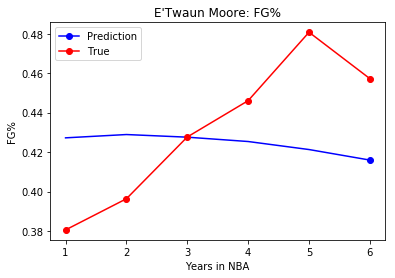 E'Twaun Moore: FG%
Prediction
True
FG%
0.48
0.46
0.44
0.42
0.40
0.38
1 2 3 4 5 6
Years in NBA